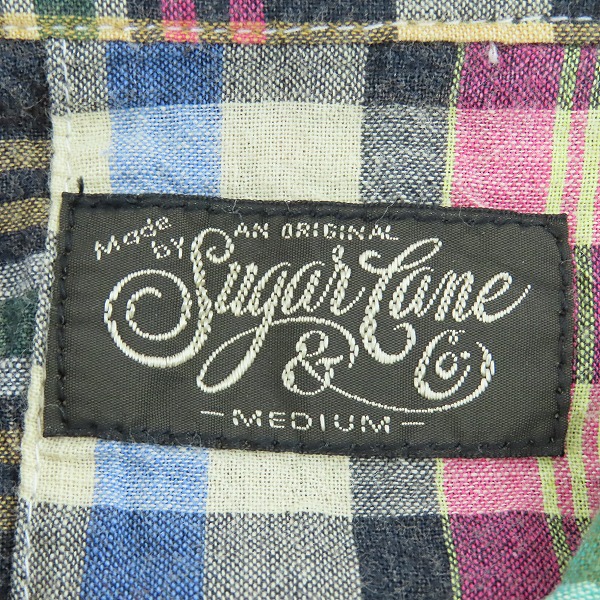 Made by
AN ORIGINAL
Sugar Cane
& Co.
- MEDIUM -